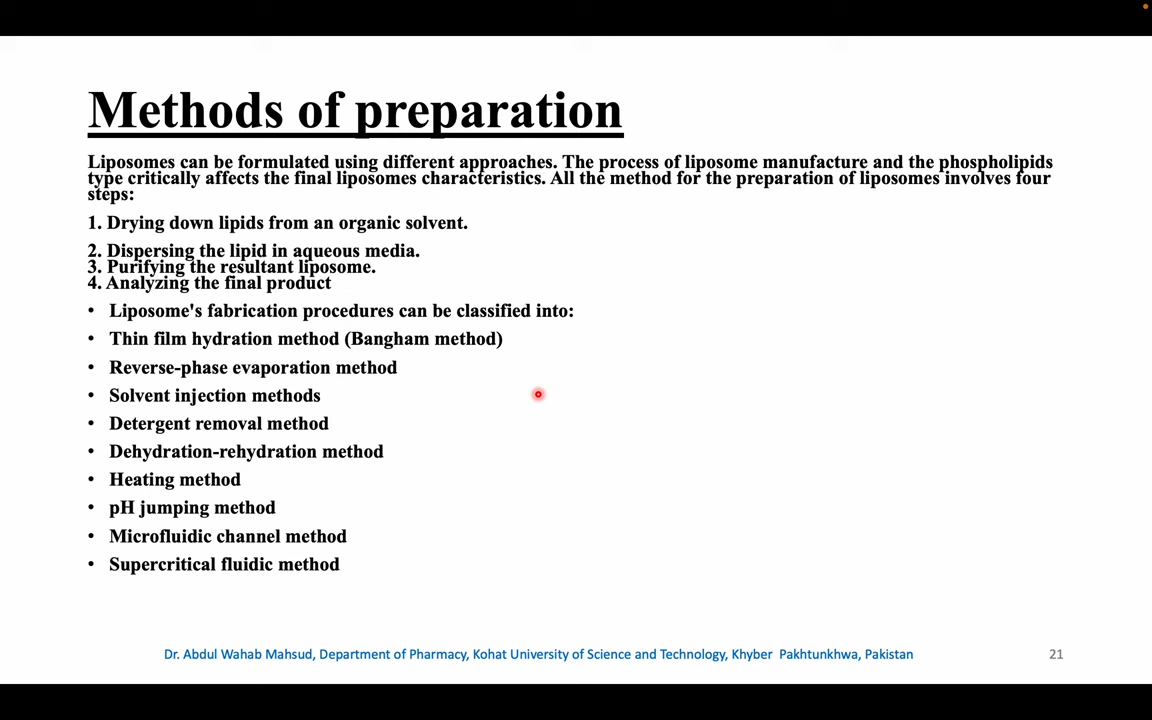 Methods of preparation
Liposomes can be formulated using different approaches. The process of liposome manufacture and the phospholipids
type critically affects the final liposomes characteristics. All the method for the preparation of liposomes involves four
steps:
1. Drying down lipids from an organic solvent.
2. Dispersing the lipid in aqueous media.
3. Purifying the resultant liposome.
4. Analyzing the final product
• Liposome's fabrication procedures can be classified into:
• Thin film hydration method (Bangham method)
• Reverse-phase evaporation method
• Solvent injection methods
• Detergent removal method
• Dehydration-rehydration method
• Heating method
• pH jumping method
• Microfluidic channel method
• Supercritical fluidic method
Dr. Abdul Wahab Mahsud, Department of Pharmacy, Kohat University of Science and Technology, Khyber Pakhtunkhwa, Pakistan
21